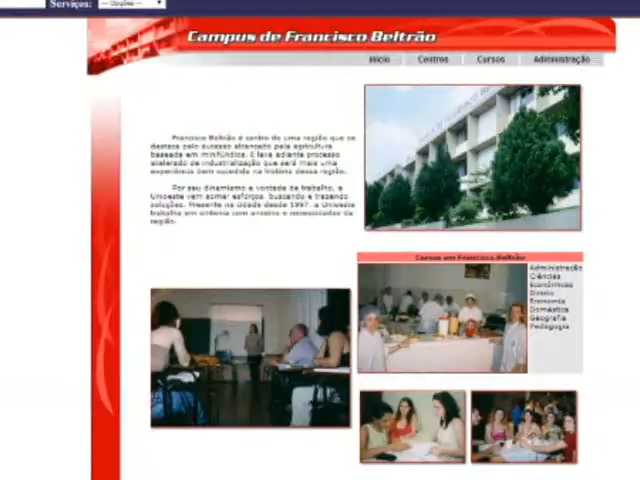 Serviços: --- Opções ---
Campus de Francisco Beltrão
Início Centros Cursos Administração
Francisco Beltrão é centro de uma região que se
destaca pelo sucesso alcançado pela agricultura
baseada em minifúndios. E leva adiante processo
acelerado de industrialização que será mais uma
experiência bem sucedida na história dessa região.
Por seu dinamismo e vontade de trabalho, a
Unioeste vem somar esforços, buscando e trazendo
soluções. Presente na cidade desde 1997, a Unioeste
trabalha em sintonia com anseios e necessidades da
região.
Cursos em Francisco Beltrão
Administração
Ciências
Econômicas
Direito
Economia
Doméstica
Geografia
Pedagogia